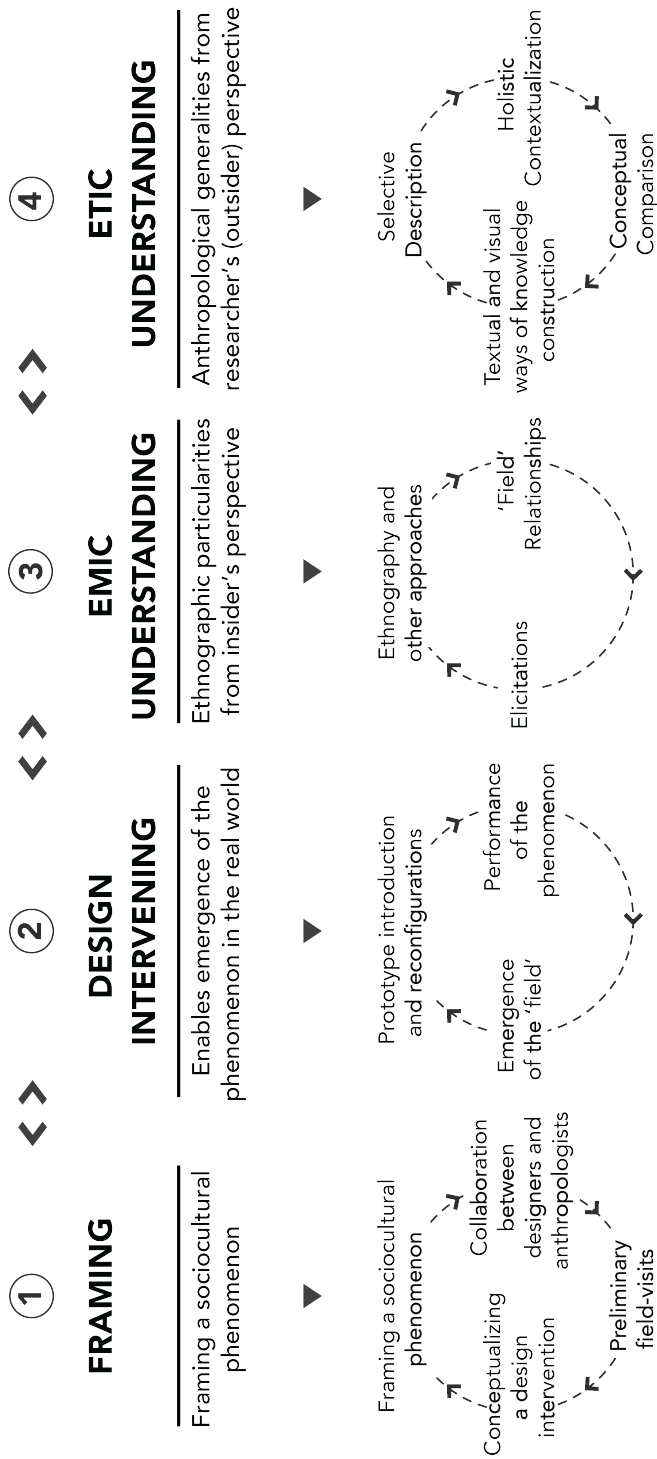 1
FRAMING
Framing a sociocultural
phenomenon
Framing a sociocultural
phenomenon
Collaboration
between
designers and
anthropologists
Preliminary
field-visits
Conceptualizing
a design
intervention
2
DESIGN
INTERVENING
Enables emergence of the
phenomenon in the real world
Prototype introduction
and reconfigurations
Performance
of the
phenomenon
Emergence
of the 'field'
3
EMIC
UNDERSTANDING
Ethnographic particularities
from insider's perspective
Ethnography and
other approaches
'Field'
Relationships
Elicitations
4
ETIC
UNDERSTANDING
Anthropological generalities from
researcher's (outsider) perspective
Selective
Description
Holistic
Contextualization
Conceptual
Comparison
Textual and visual
ways of knowledge
construction